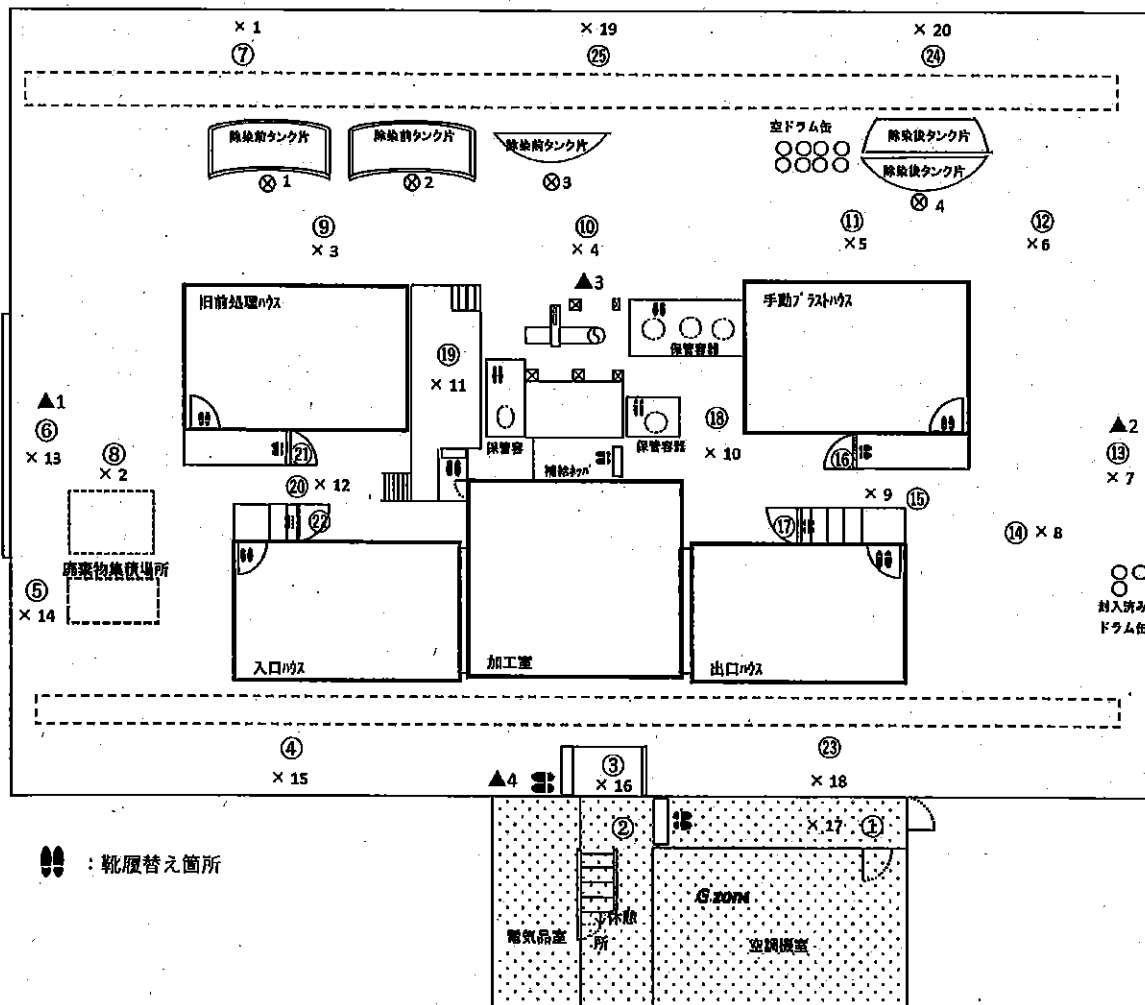 × 1
× 19
× 20
⑦
㉕
㉔
除染前タンク片
除染前タンク片
除染前タンク片
空ドラム缶
除染後タンク片
除染後タンク片
⊗ 1
⊗ 2
⊗3
⊗ 4
⑨
× 3
⑩
× 4
⑪
×5
⑫
× 6
▲3
旧前処理ハウス
手動ブラストハウス
保管容器
⑲
× 11
▲1
⑥
× 13
⑧
× 2
保管容
保管容器
⑱
× 10
▲2
⑬
× 7
㉑
⑯
補給ホッパ
⑳ × 12
× 9
⑮
㉒
⑰
⑭ × 8
廃棄物集積場所
⑤
× 14
封入済み
ドラム缶
入口ハウス
加工室
出口ハウス
④
× 15
③
× 16
㉓
× 18
▲4
②
×17
①
：靴履替え箇所
G zone
休憩
所
電気品室
空調機室